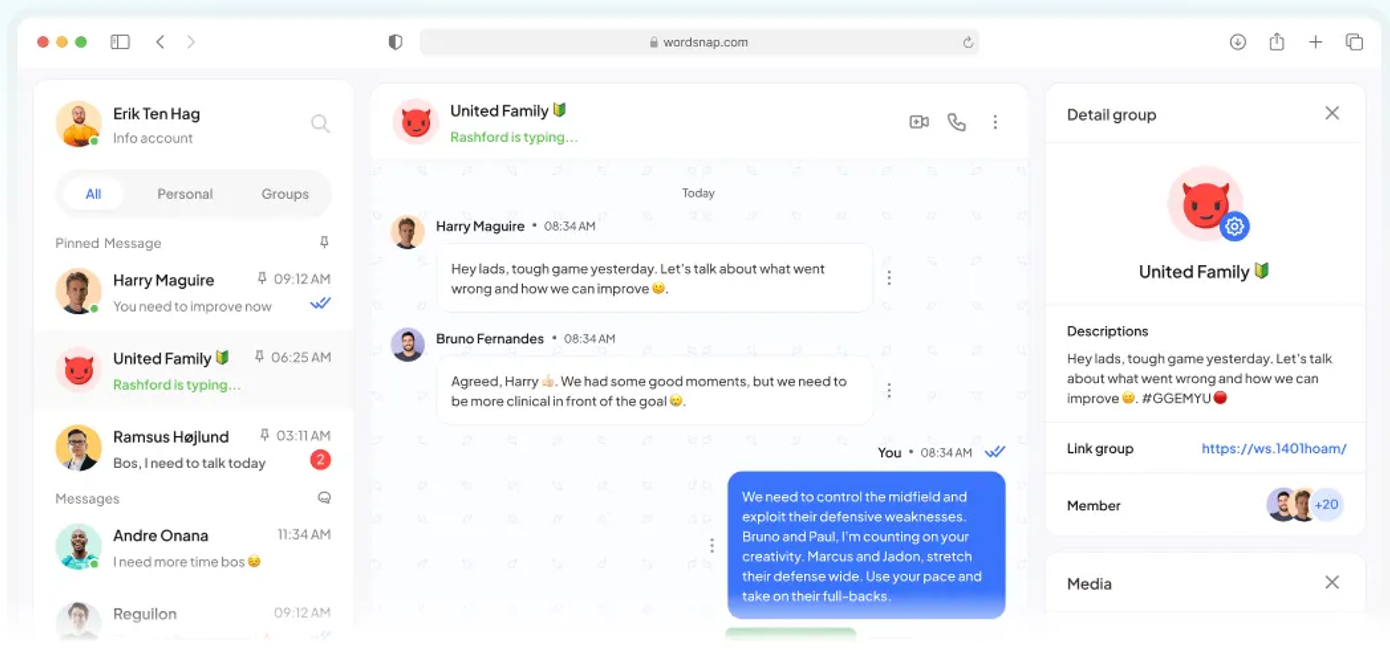 wordsnap.com
Erik Ten Hag
Info account
All Personal Groups
Pinned Message
Harry Maguire 09:12 AM
You need to improve now
United Family 🔰 06:25 AM
Rashford is typing...
Ramsus Højlund 03:11 AM
Bos, I need to talk today 2
Messages
Andre Onana 11:34 AM
I need more time bos 😔
Reguilon 09:12 AM
United Family 🔰
Rashford is typing...
Today
Harry Maguire • 08:34 AM
Hey lads, tough game yesterday. Let's talk about what went
wrong and how we can improve 😕.
Bruno Fernandes • 08:34 AM
Agreed, Harry 👍🏻. We had some good moments, but we need to
be more clinical in front of the goal 😢.
You • 08:34 AM
We need to control the midfield and
exploit their defensive weaknesses.
Bruno and Paul, I'm counting on your
creativity. Marcus and Jadon, stretch
their defense wide. Use your pace and
take on their full-backs.
Detail group
United Family 🔰
Descriptions
Hey lads, tough game yesterday. Let's talk
about what went wrong and how we can
improve 😕. #GGEMYU🔴
Link group https://ws.1401hoam/
Member +20
Media